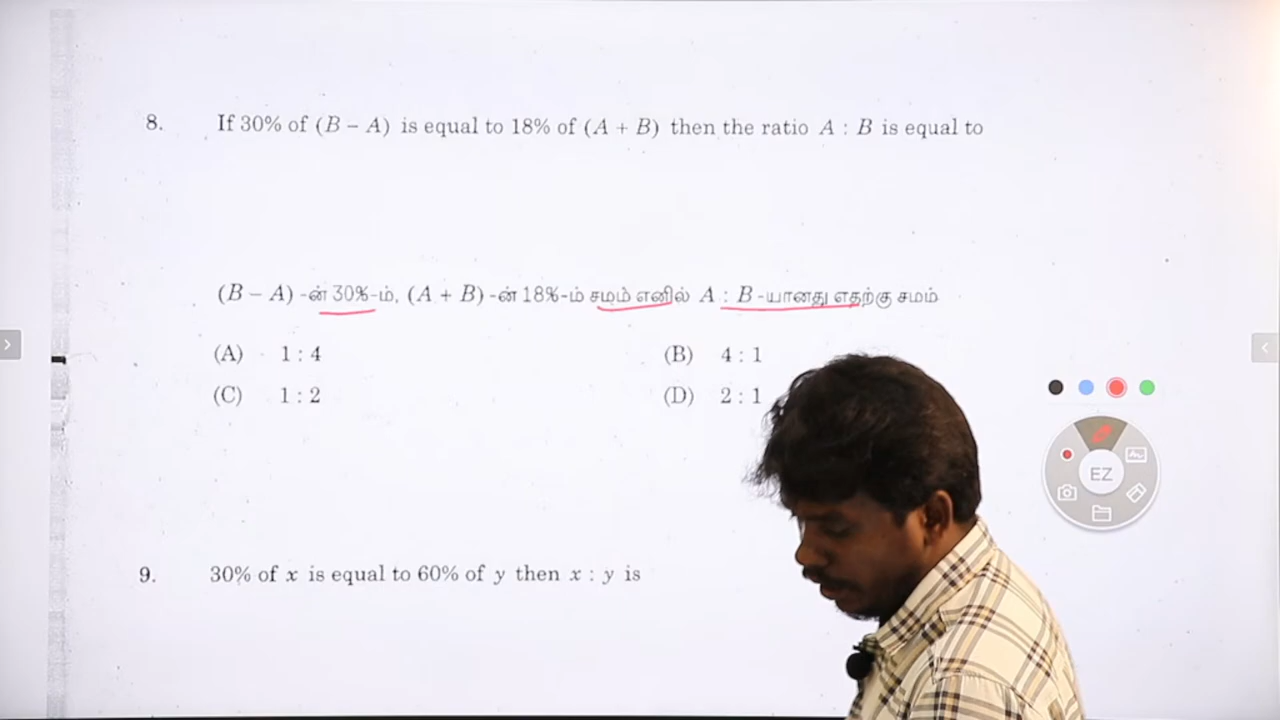 8. If 30% of (B – A) is equal to 18% of (A + B) then the ratio A : B is equal to
(B – A) -ன் 30%-ம், (A + B) -ன் 18%-ம் சமம் எனில் A : B -யானது எதற்கு சமம்
(A) 1 : 4 (B) 4 : 1
(C) 1 : 2 (D) 2 : 1
EZ
9. 30% of x is equal to 60% of y then x : y is